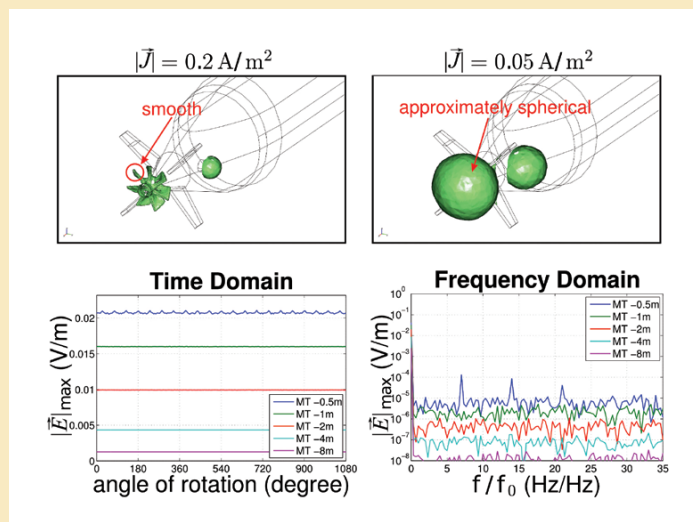 |J⃗| = 0.2 A/m²
|J⃗| = 0.05 A/m²
smooth
approximately spherical
Time Domain
|E⃗|max (V/m)
0.02
0.015
0.01
0.005
0
0 180 360 540 720 900 1080
angle of rotation (degree)
MT -0.5m
MT -1m
MT -2m
MT -4m
MT -8m
Frequency Domain
|E⃗|max (V/m)
10⁰
10⁻¹
10⁻²
10⁻³
10⁻⁴
10⁻⁵
10⁻⁶
10⁻⁷
10⁻⁸
0 5 10 15 20 25 30 35
f/f₀ (Hz/Hz)
MT -0.5m
MT -1m
MT -2m
MT -4m
MT -8m